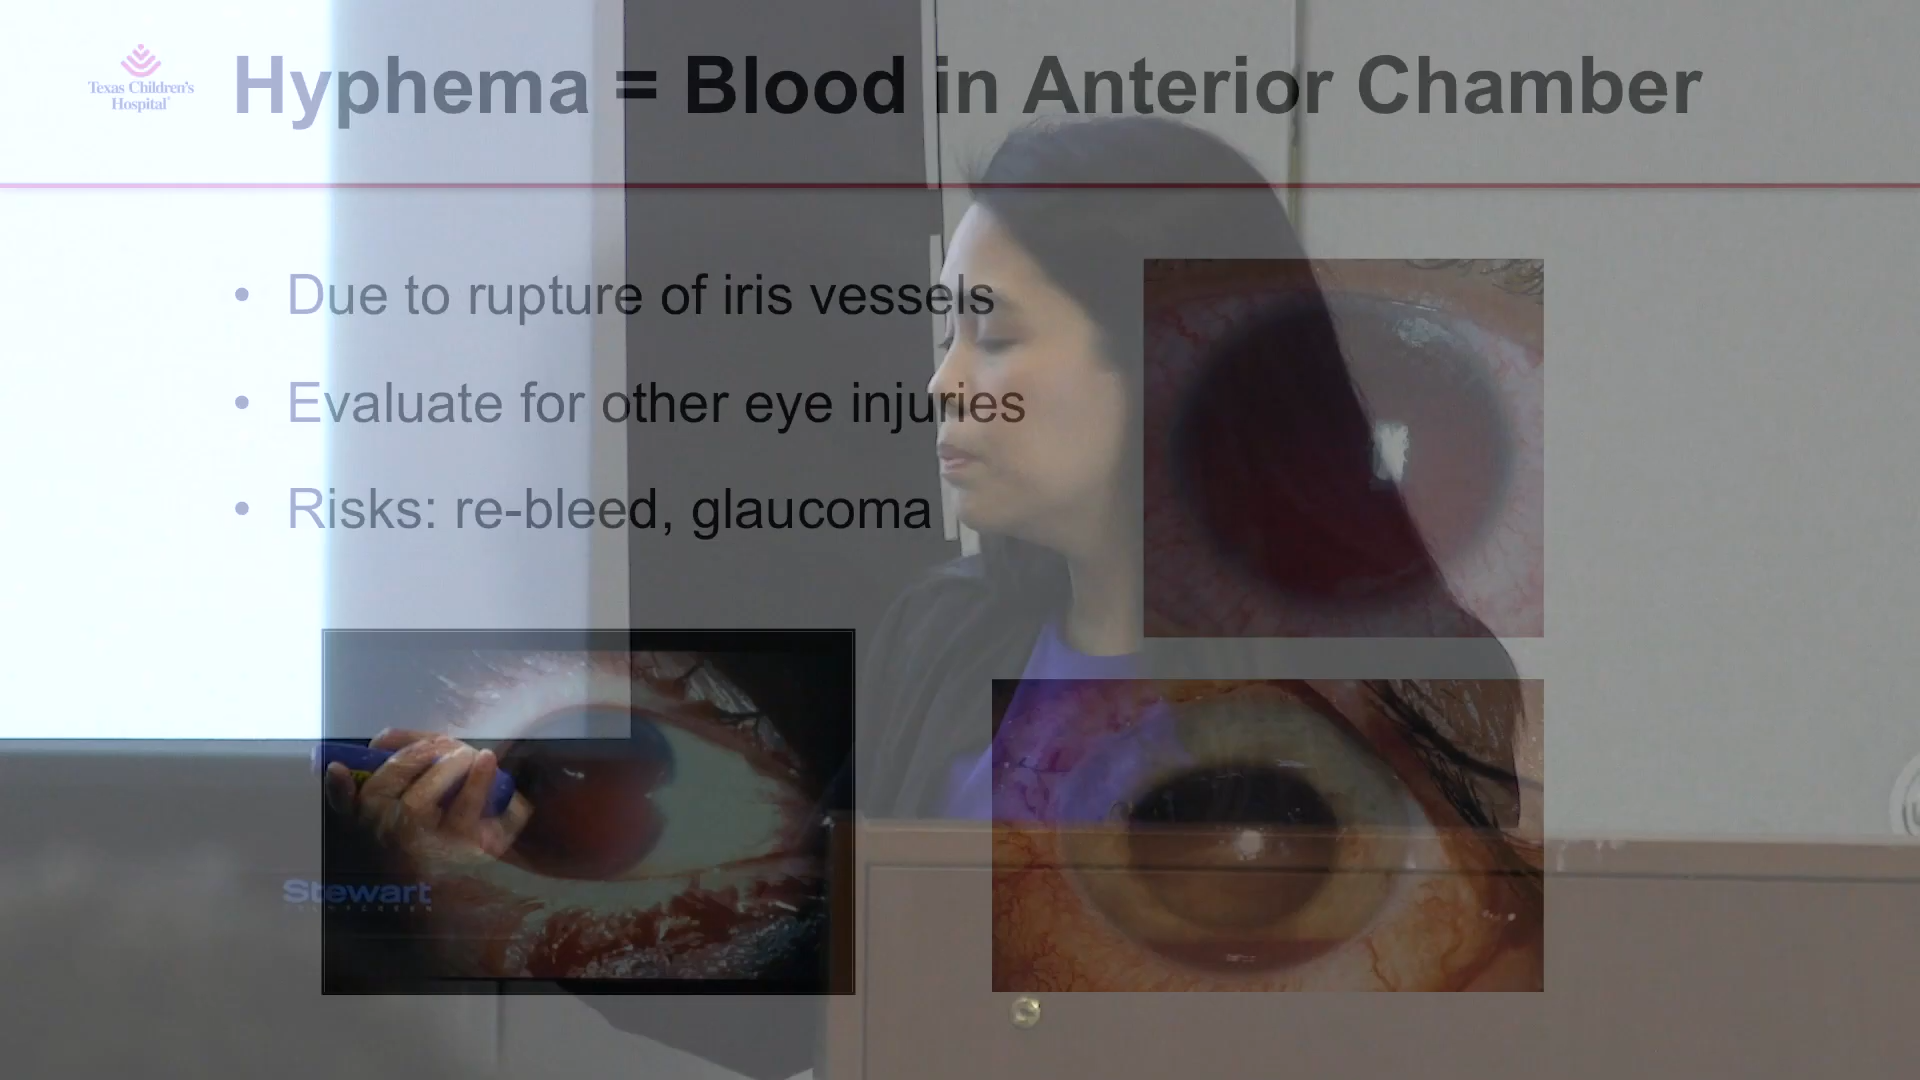 Texas Children's
Hospital
Hyphema = Blood in Anterior Chamber
• Due to rupture of iris vessels
• Evaluate for other eye injuries
• Risks: re-bleed, glaucoma
Stewart